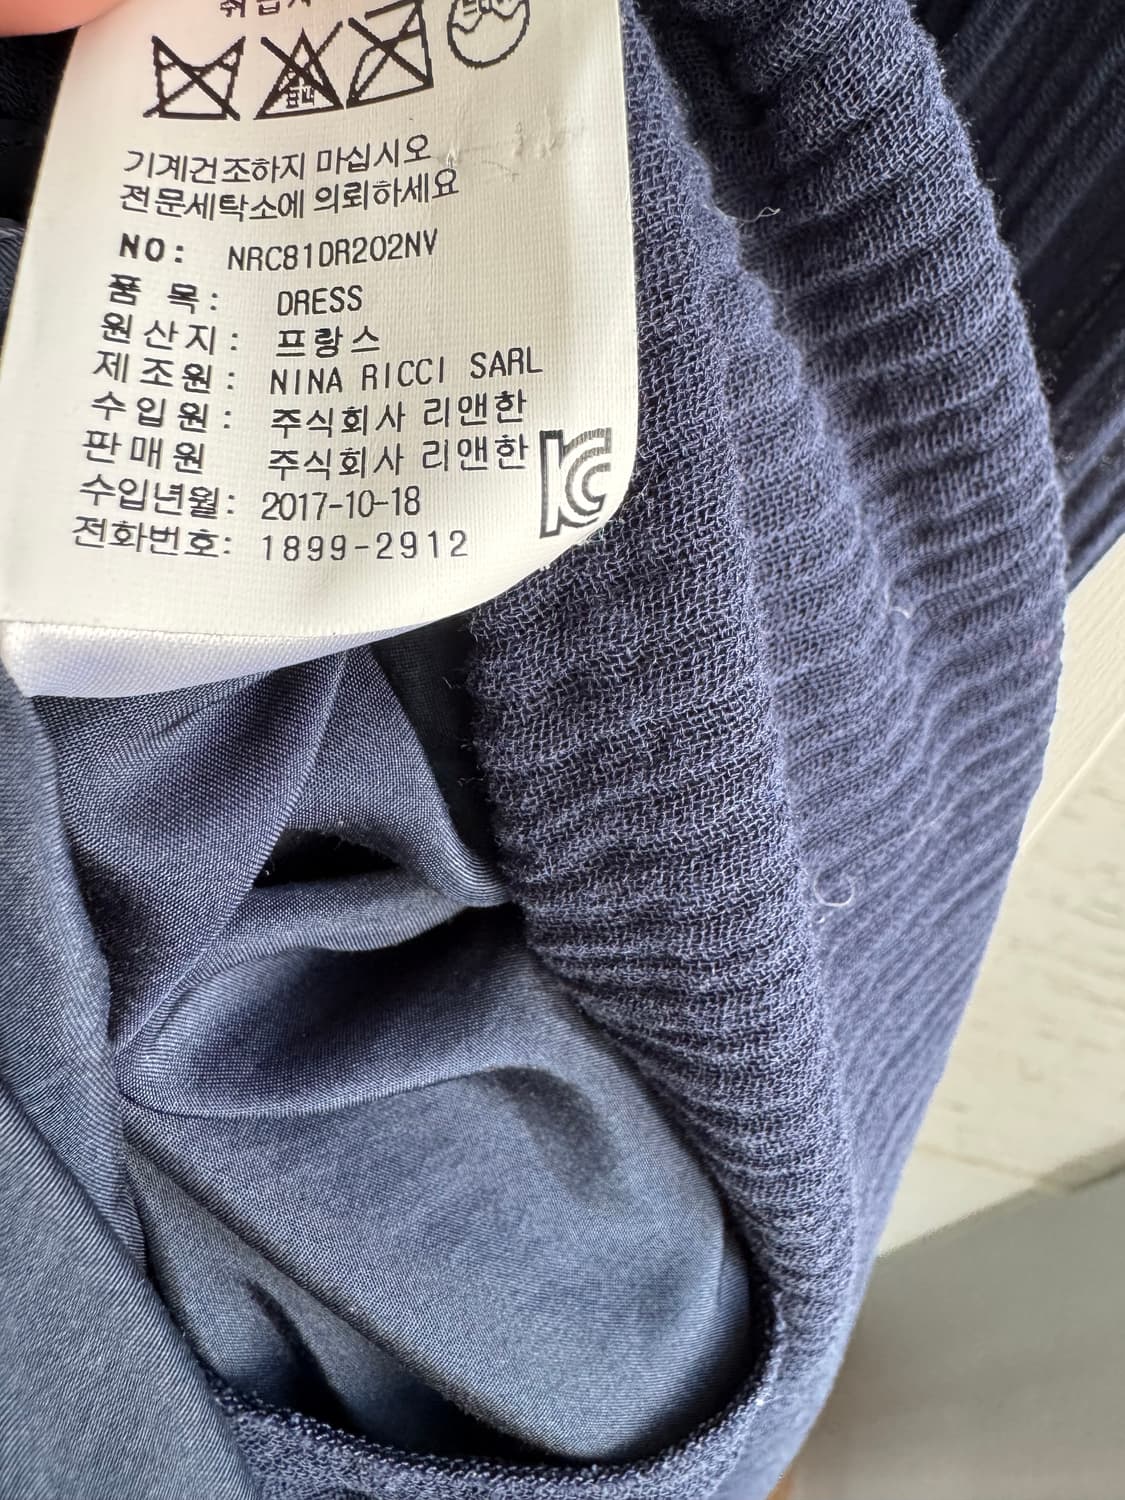 표백
기계건조하지 마십시오
전문세탁소에 의뢰하세요
NO: NRC81DR202NV
품 목: DRESS
원산지: 프랑스
제조원: NINA RICCI SARL
수입원: 주식회사 리앤한
판매원 주식회사 리앤한
수입년월: 2017-10-18
전화번호: 1899-2912